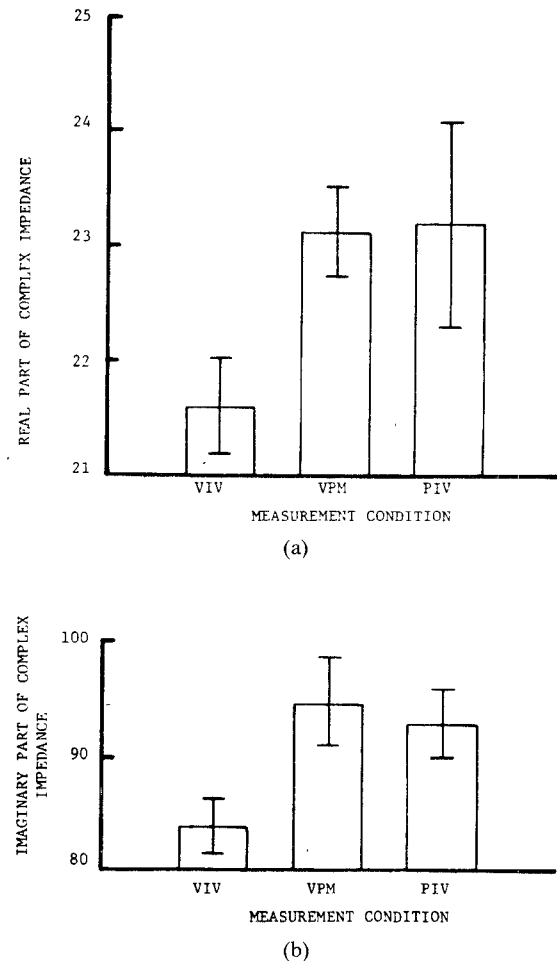 25
24
23
22
21
REAL PART OF COMPLEX IMPEDANCE
VIV VPM PIV
MEASUREMENT CONDITION
(a)
100
90
80
IMAGINARY PART OF COMPLEX
IMPEDANCE
VIV VPM PIV
MEASUREMENT CONDITION
(b)